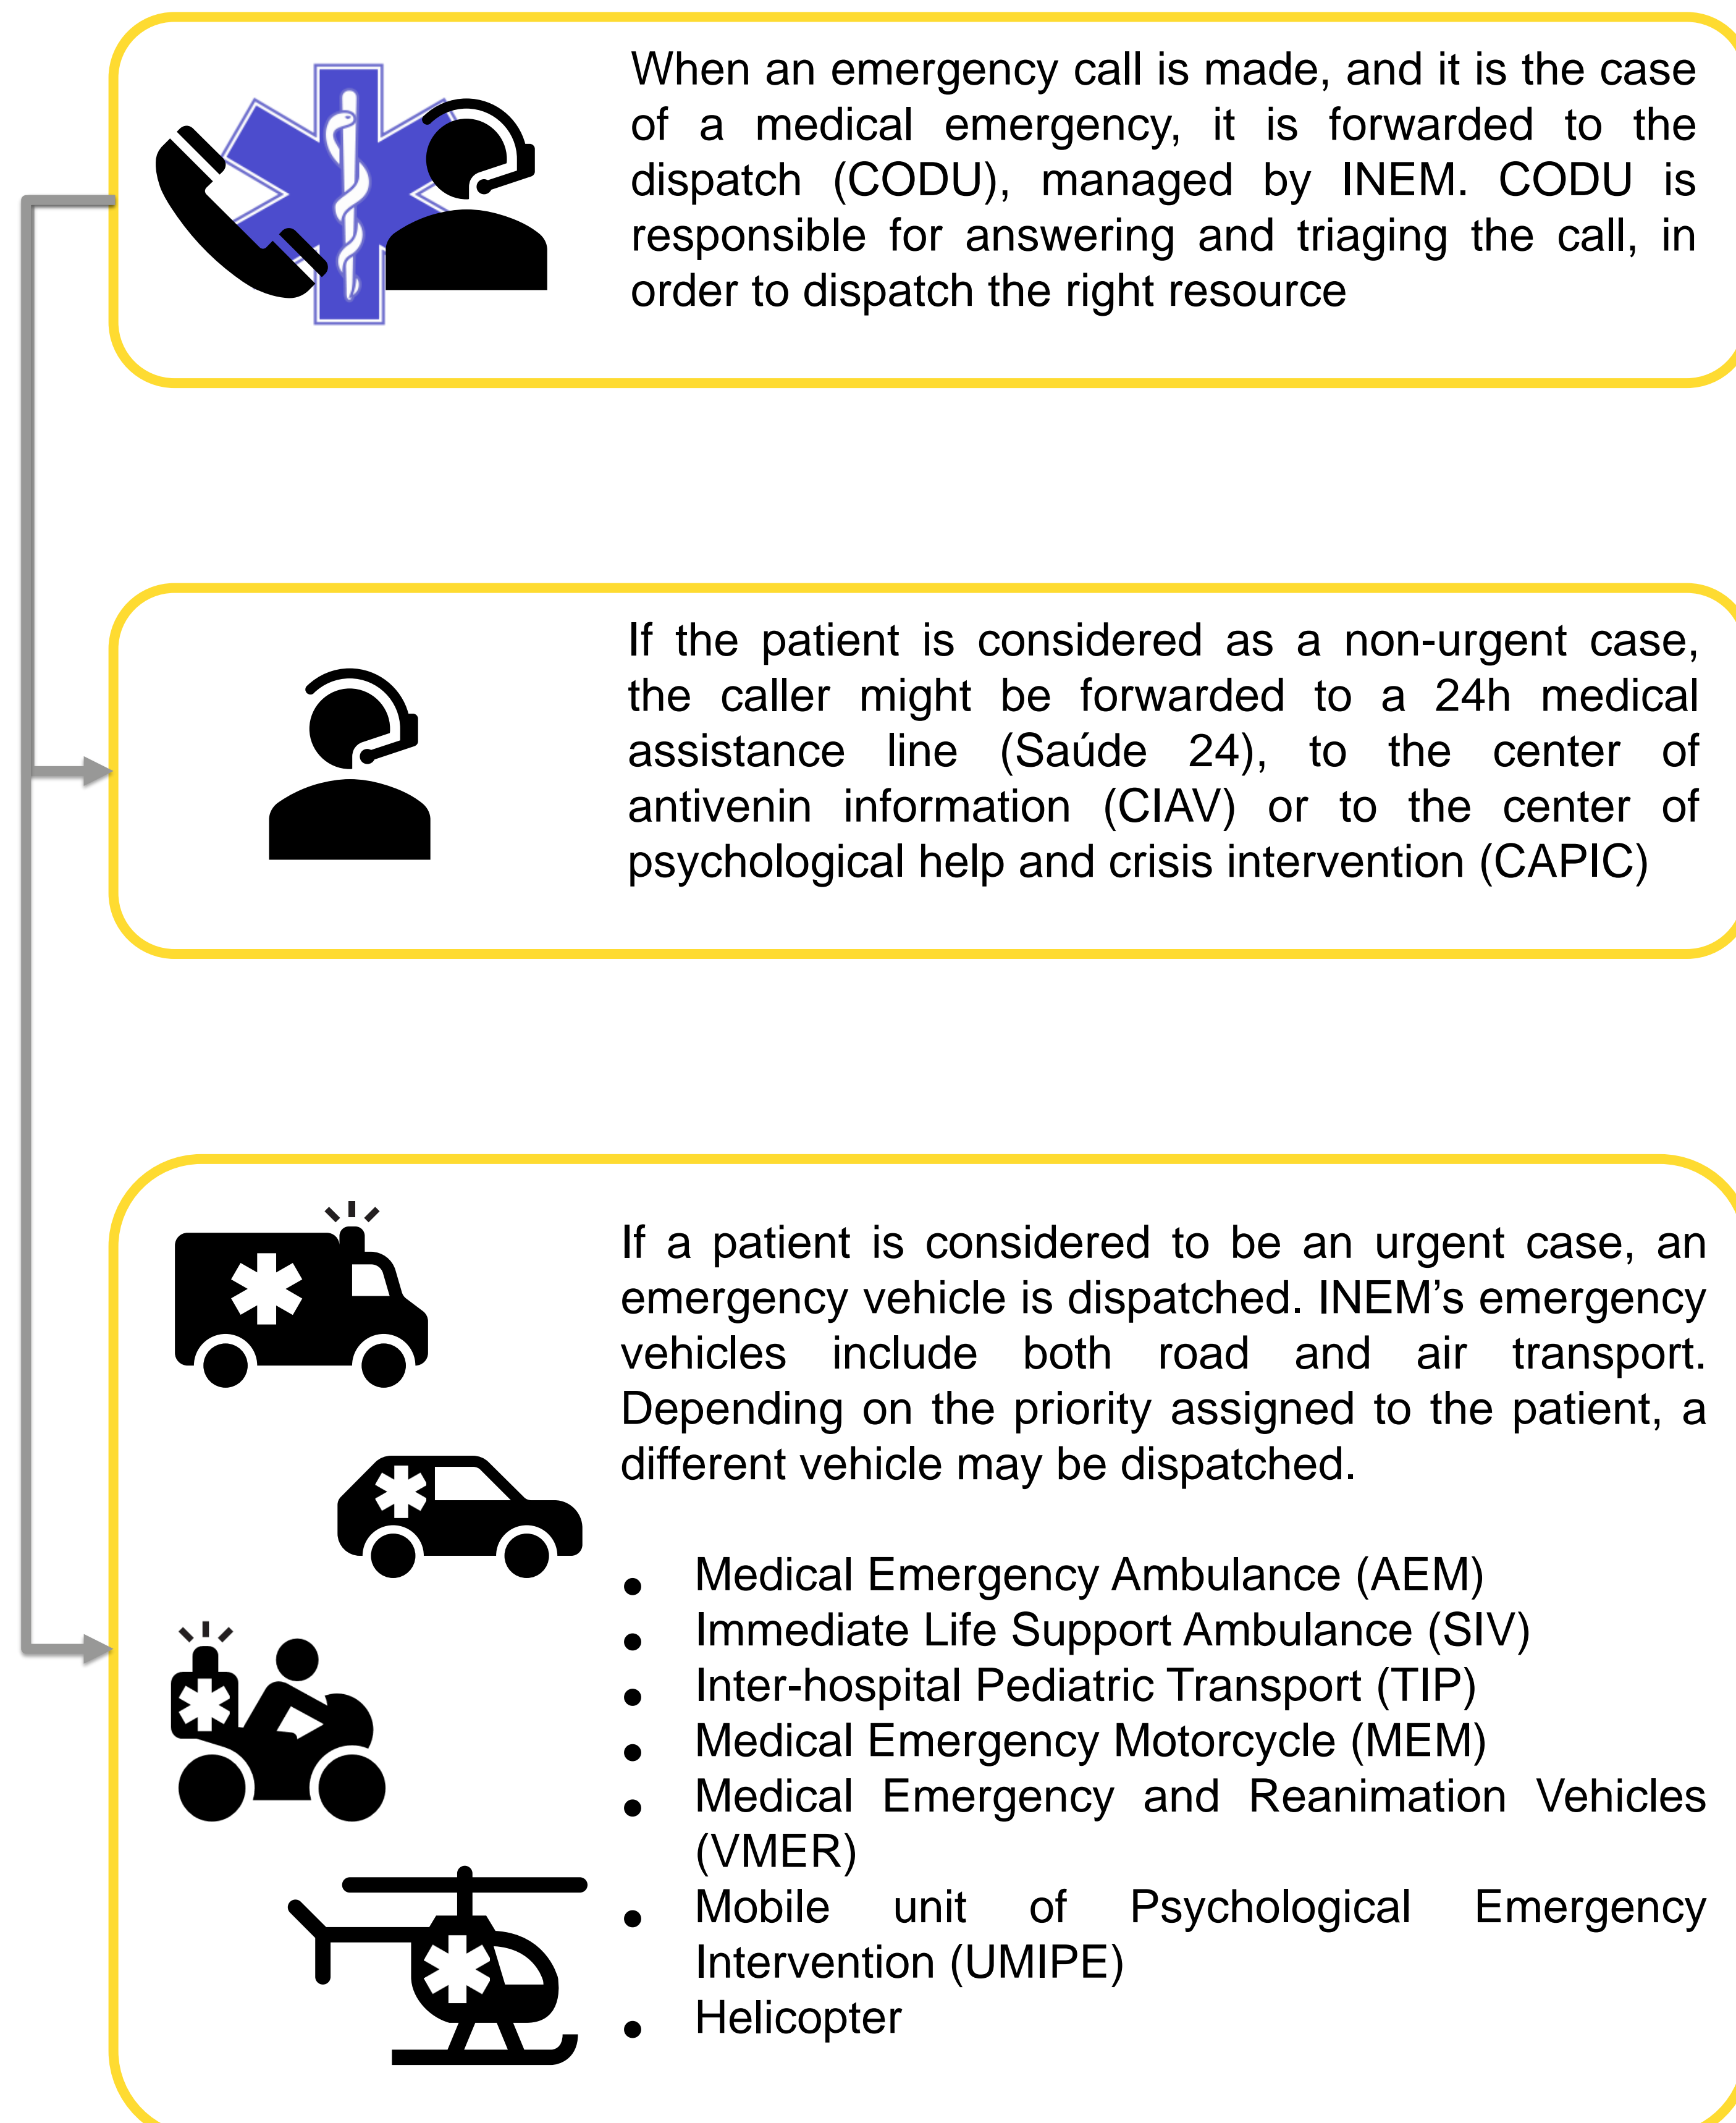 When an emergency call is made, and it is the case
of a medical emergency, it is forwarded to the
dispatch (CODU), managed by INEM. CODU is
responsible for answering and triaging the call, in
order to dispatch the right resource
If the patient is considered as a non-urgent case,
the caller might be forwarded to a 24h medical
assistance line (Saúde 24), to the center of
antivenin information (CIAV) or to the center of
psychological help and crisis intervention (CAPIC)
If a patient is considered to be an urgent case, an
emergency vehicle is dispatched. INEM’s emergency
vehicles include both road and air transport.
Depending on the priority assigned to the patient, a
different vehicle may be dispatched.
• Medical Emergency Ambulance (AEM)
• Immediate Life Support Ambulance (SIV)
• Inter-hospital Pediatric Transport (TIP)
• Medical Emergency Motorcycle (MEM)
• Medical Emergency and Reanimation Vehicles
(VMER)
• Mobile unit of Psychological Emergency
Intervention (UMIPE)
• Helicopter